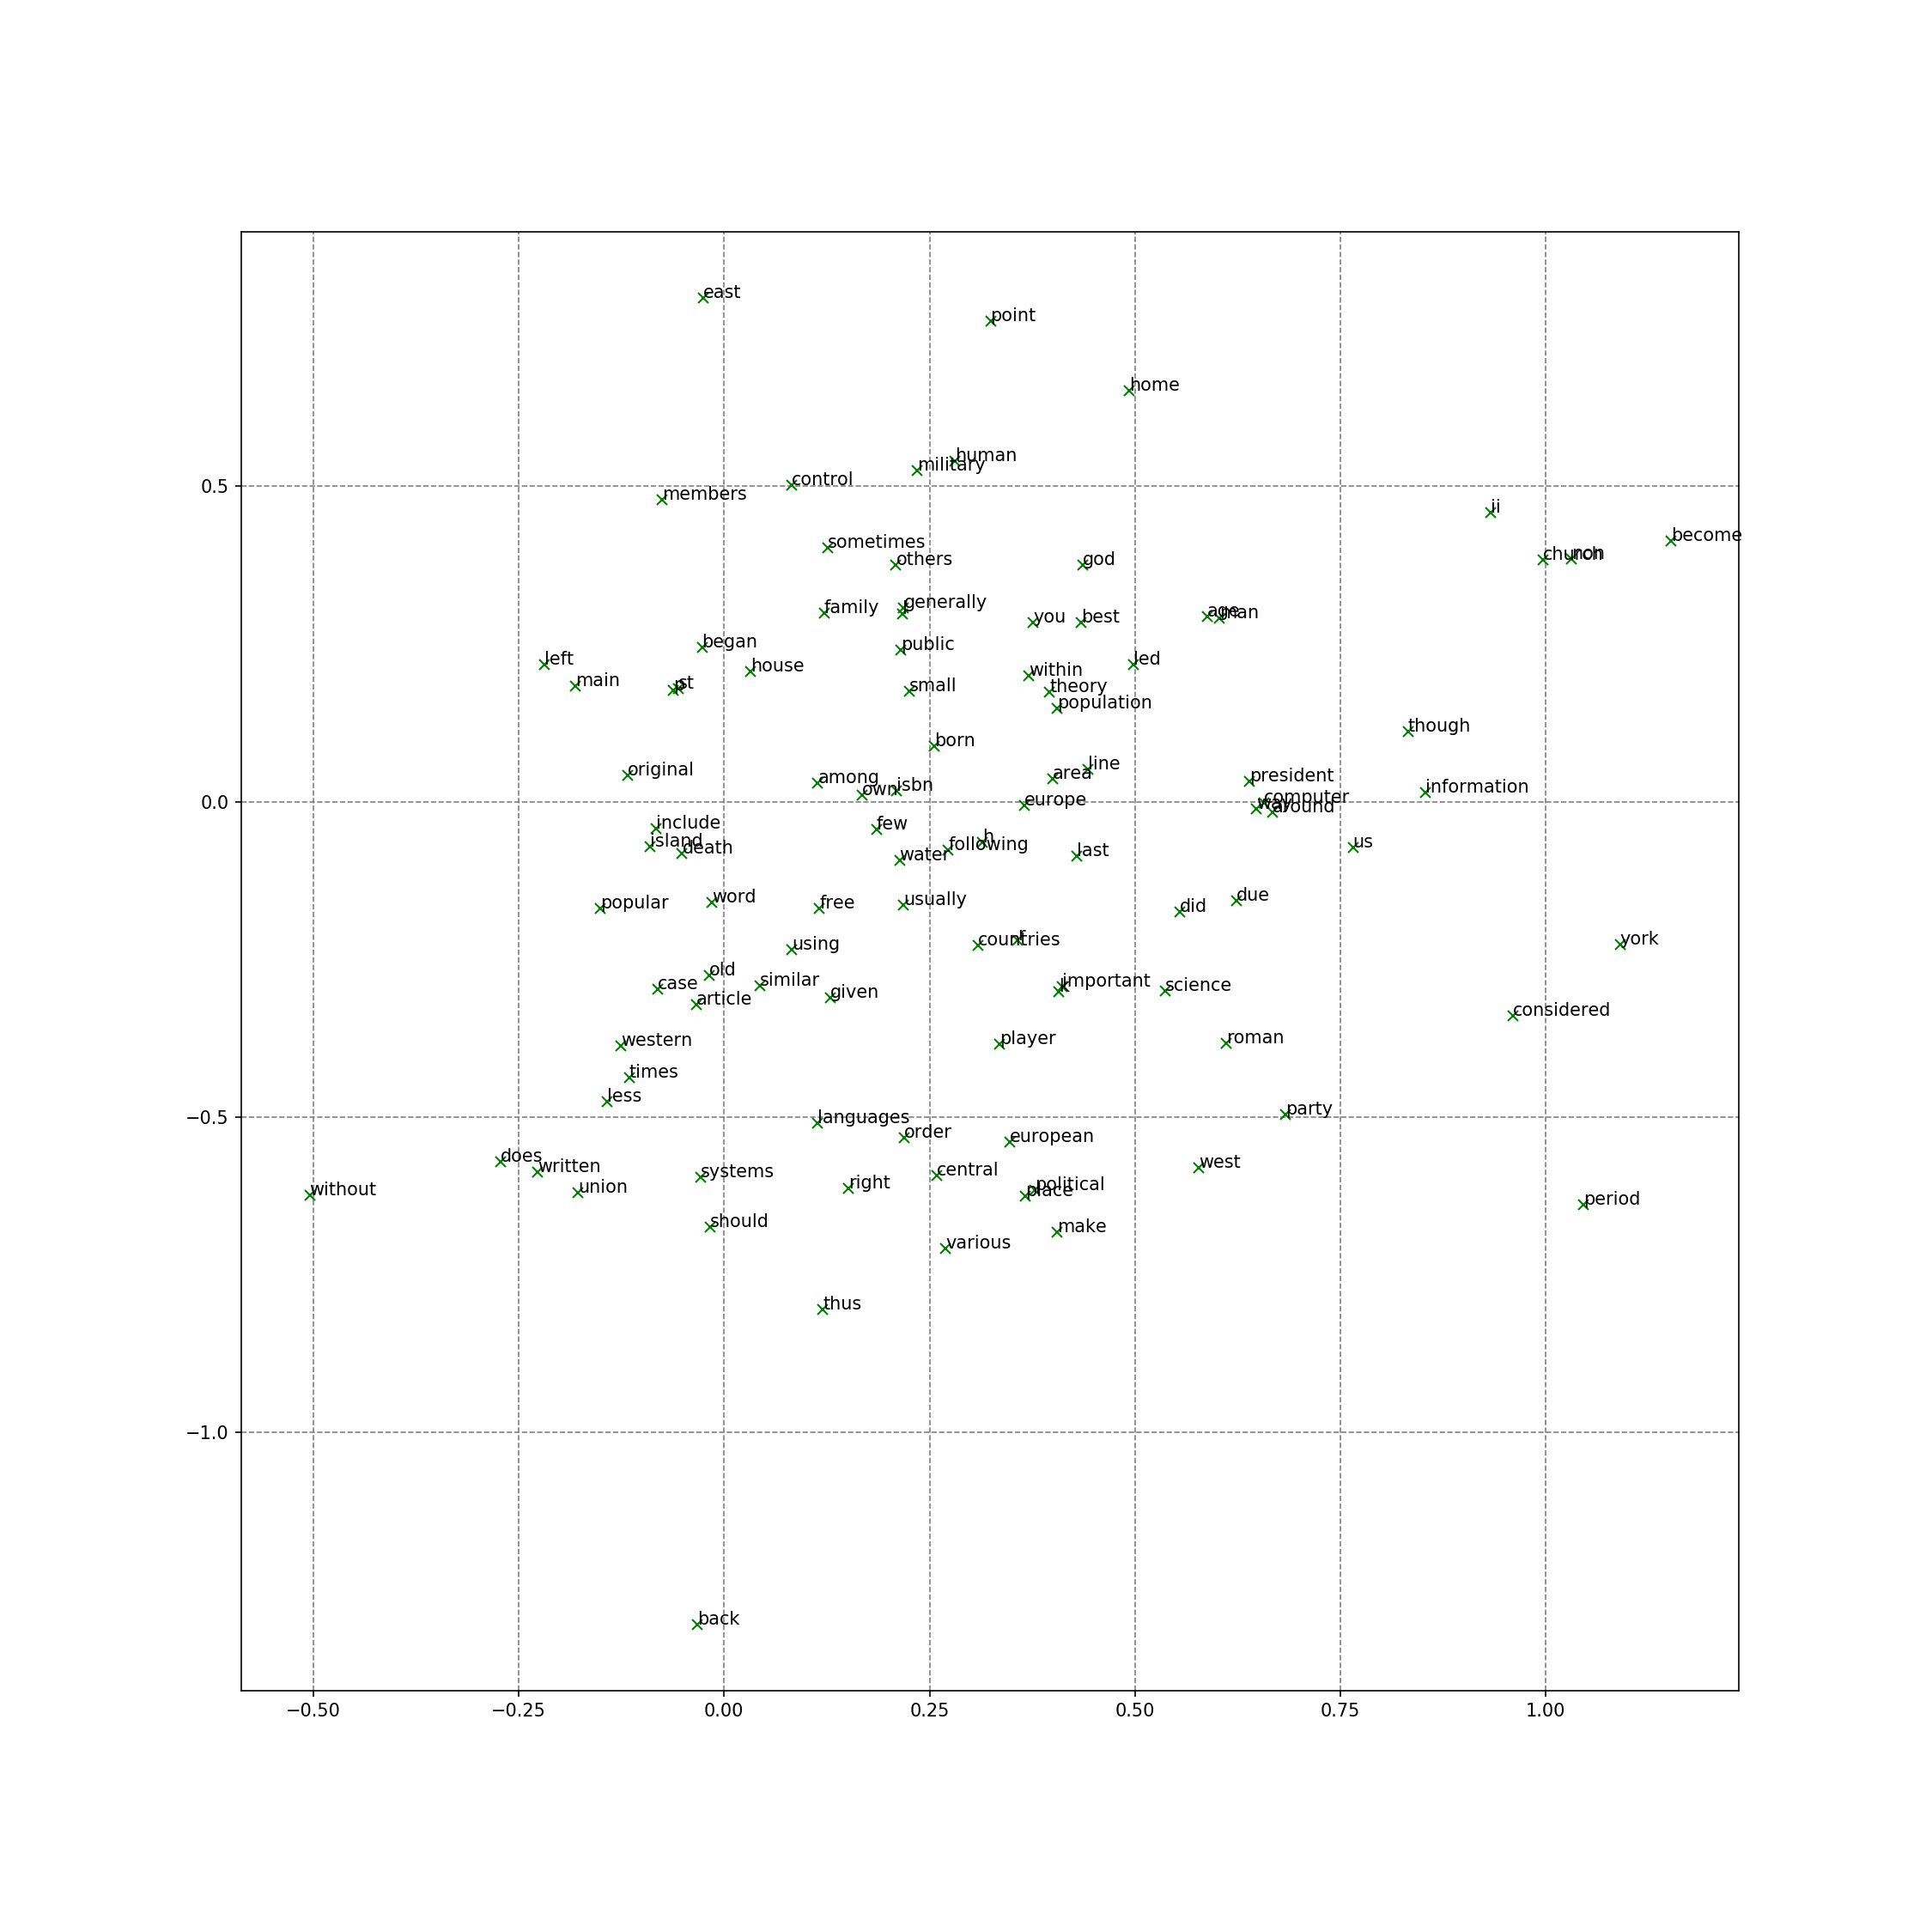 east
point
home
human
military
control
members
ii
become
sometimes
church
non
others
god
family
generally
you
best
age
man
began
public
left
house
led
within
main
st
small
theory
population
though
born
line
original
area
president
among
own
isbn
information
europe
computer
way
around
include
few
h
island
death
following
water
last
us
popular
word
free
usually
due
did
countries
york
using
old
case
similar
important
article
given
science
considered
western
player
roman
times
less
languages
order
european
party
does
written
systems
central
west
without
union
right
political
place
period
should
make
various
thus
back
0.5
0.0
−0.5
−1.0
−0.50
−0.25
0.00
0.25
0.50
0.75
1.00